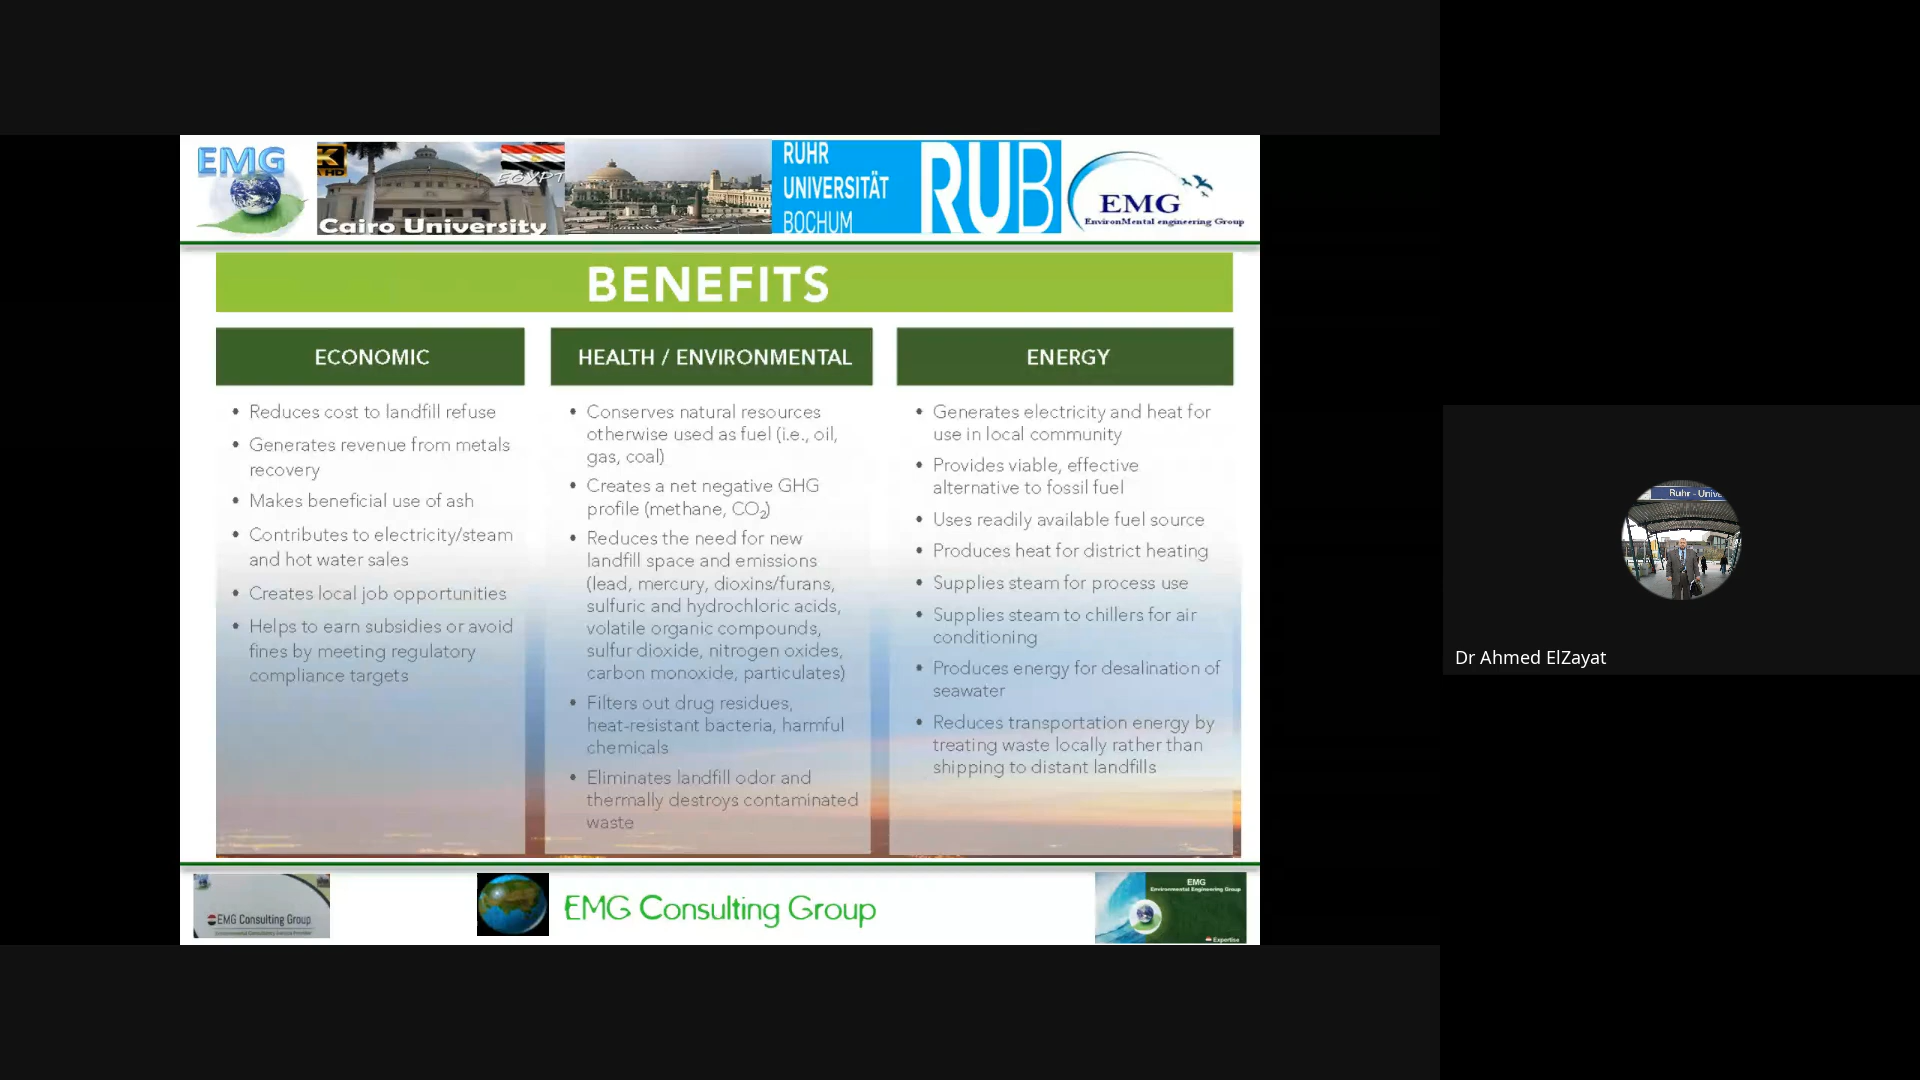 EMG
K
HD
EGYPT
Cairo University
RUHR
UNIVERSITÄT
BOCHUM
RUB
EMG
EnvironMental engineering Group
BENEFITS
ECONOMIC
• Reduces cost to landfill refuse
• Generates revenue from metals
recovery
• Makes beneficial use of ash
• Contributes to electricity/steam
and hot water sales
• Creates local job opportunities
• Helps to earn subsidies or avoid
fines by meeting regulatory
compliance targets
HEALTH / ENVIRONMENTAL
• Conserves natural resources
otherwise used as fuel (i.e., oil,
gas, coal)
• Creates a net negative GHG
profile (methane, CO₂)
• Reduces the need for new
landfill space and emissions
(lead, mercury, dioxins/furans,
sulfuric and hydrochloric acids,
volatile organic compounds,
sulfur dioxide, nitrogen oxides,
carbon monoxide, particulates)
• Filters out drug residues,
heat-resistant bacteria, harmful
chemicals
• Eliminates landfill odor and
thermally destroys contaminated
waste
ENERGY
• Generates electricity and heat for
use in local community
• Provides viable, effective
alternative to fossil fuel
• Uses readily available fuel source
• Produces heat for district heating
• Supplies steam for process use
• Supplies steam to chillers for air
conditioning
• Produces energy for desalination of
seawater
• Reduces transportation energy by
treating waste locally rather than
shipping to distant landfills
Ruhr - Unive
Dr Ahmed ElZayat
EMG Consulting Group
EMG Consulting Group
EMG
Environmental Engineering Group
Expertise